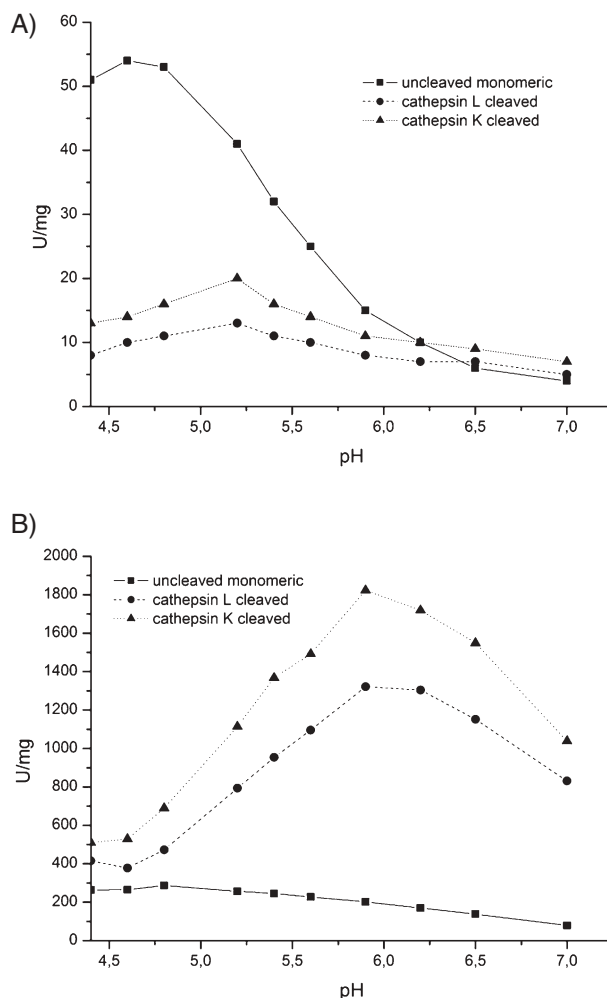 A)
60
50
40
30
20
10
0
U/mg
uncleaved monomeric
cathepsin L cleaved
cathepsin K cleaved
4,5 5,0 5,5 6,0 6,5 7,0
pH
B)
2000
1800
1600
1400
1200
1000
800
600
400
200
0
U/mg
uncleaved monomeric
cathepsin L cleaved
cathepsin K cleaved
4,5 5,0 5,5 6,0 6,5 7,0
pH